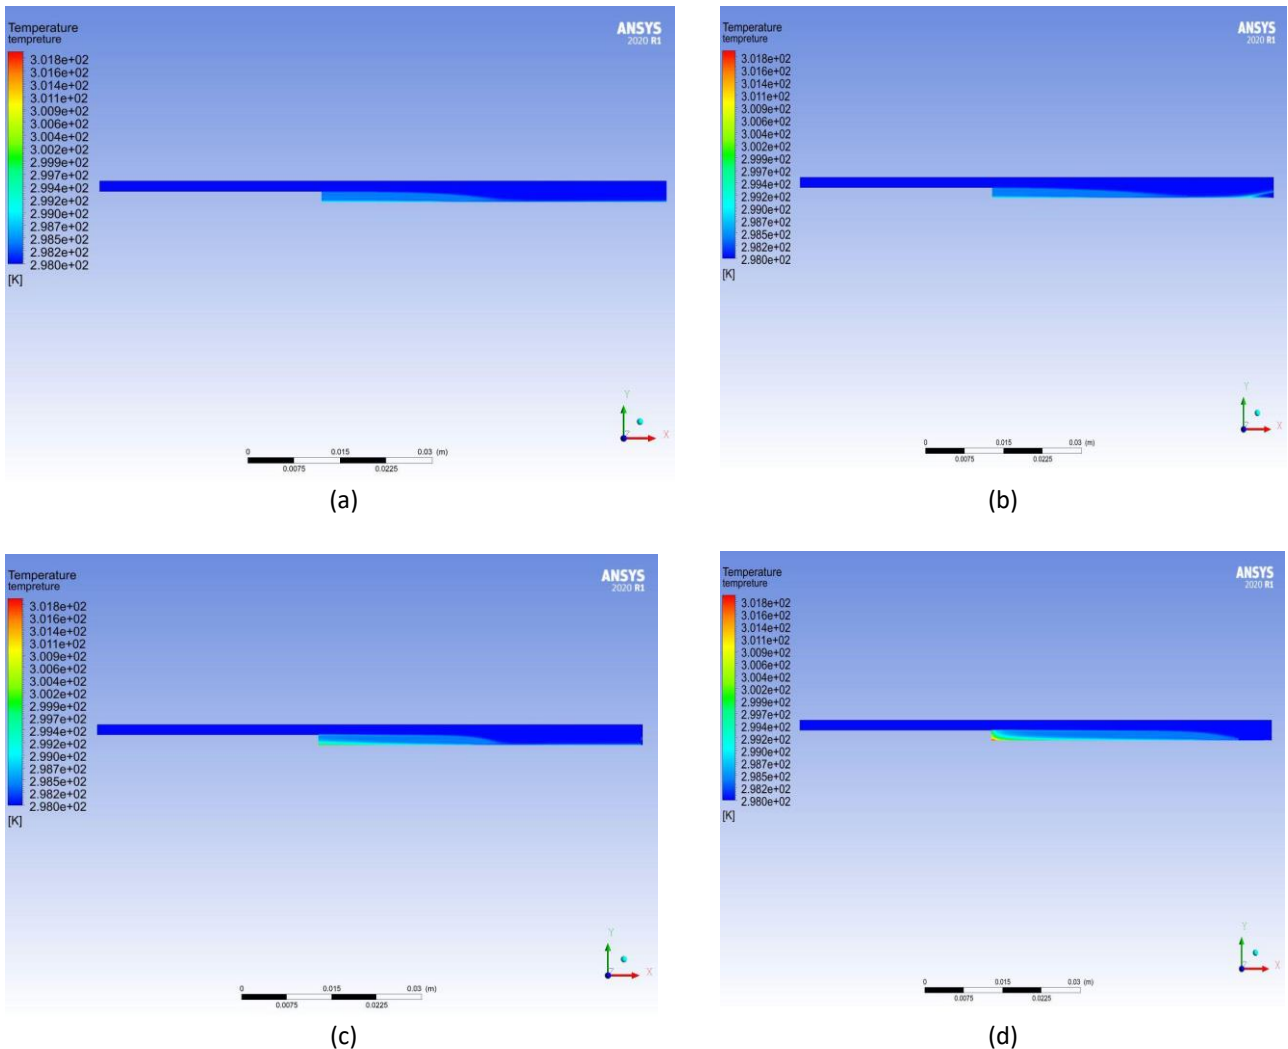 Temperature
tempreture
ANSYS
2020 R1
3.018e+02
3.016e+02
3.014e+02
3.011e+02
3.009e+02
3.006e+02
3.004e+02
3.002e+02
2.999e+02
2.997e+02
2.994e+02
2.992e+02
2.990e+02
2.987e+02
2.985e+02
2.982e+02
2.980e+02
[K]
Y
Z
X
0 0.015 0.03 (m)
0.0075 0.0225
(a)
Temperature
tempreture
ANSYS
2020 R1
3.018e+02
3.016e+02
3.014e+02
3.011e+02
3.009e+02
3.006e+02
3.004e+02
3.002e+02
2.999e+02
2.997e+02
2.994e+02
2.992e+02
2.990e+02
2.987e+02
2.985e+02
2.982e+02
2.980e+02
[K]
Y
Z
X
0 0.015 0.03 (m)
0.0075 0.0225
(b)
Temperature
tempreture
ANSYS
2020 R1
3.018e+02
3.016e+02
3.014e+02
3.011e+02
3.009e+02
3.006e+02
3.004e+02
3.002e+02
2.999e+02
2.997e+02
2.994e+02
2.992e+02
2.990e+02
2.987e+02
2.985e+02
2.982e+02
2.980e+02
[K]
Y
Z
X
0 0.015 0.03 (m)
0.0075 0.0225
(c)
Temperature
tempreture
ANSYS
2020 R1
3.018e+02
3.016e+02
3.014e+02
3.011e+02
3.009e+02
3.006e+02
3.004e+02
3.002e+02
2.999e+02
2.997e+02
2.994e+02
2.992e+02
2.990e+02
2.987e+02
2.985e+02
2.982e+02
2.980e+02
[K]
Y
Z
X
0 0.015 0.03 (m)
0.0075 0.0225
(d)